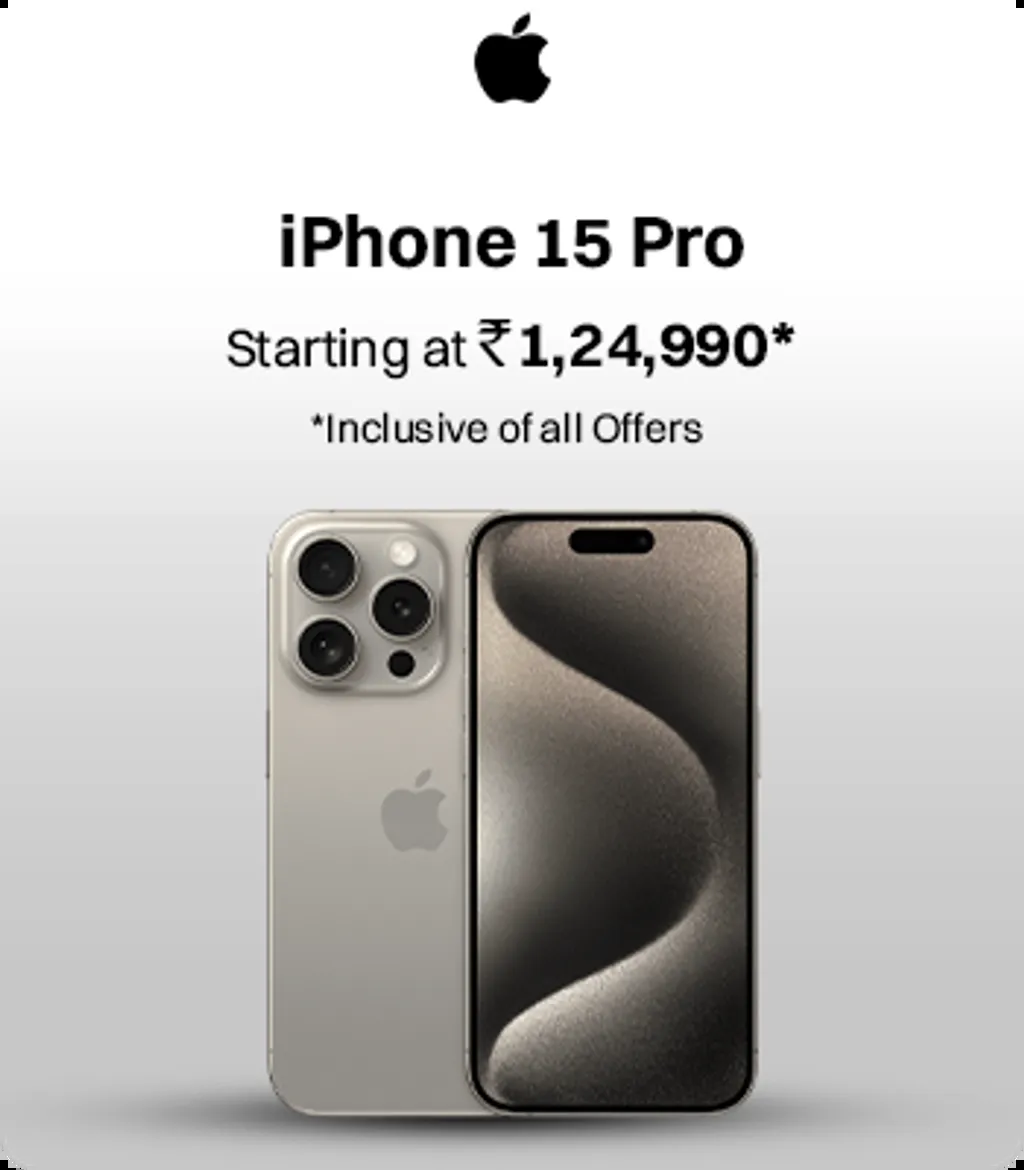 iPhone 15 Pro
Starting at ₹1,24,990*
*Inclusive of all Offers